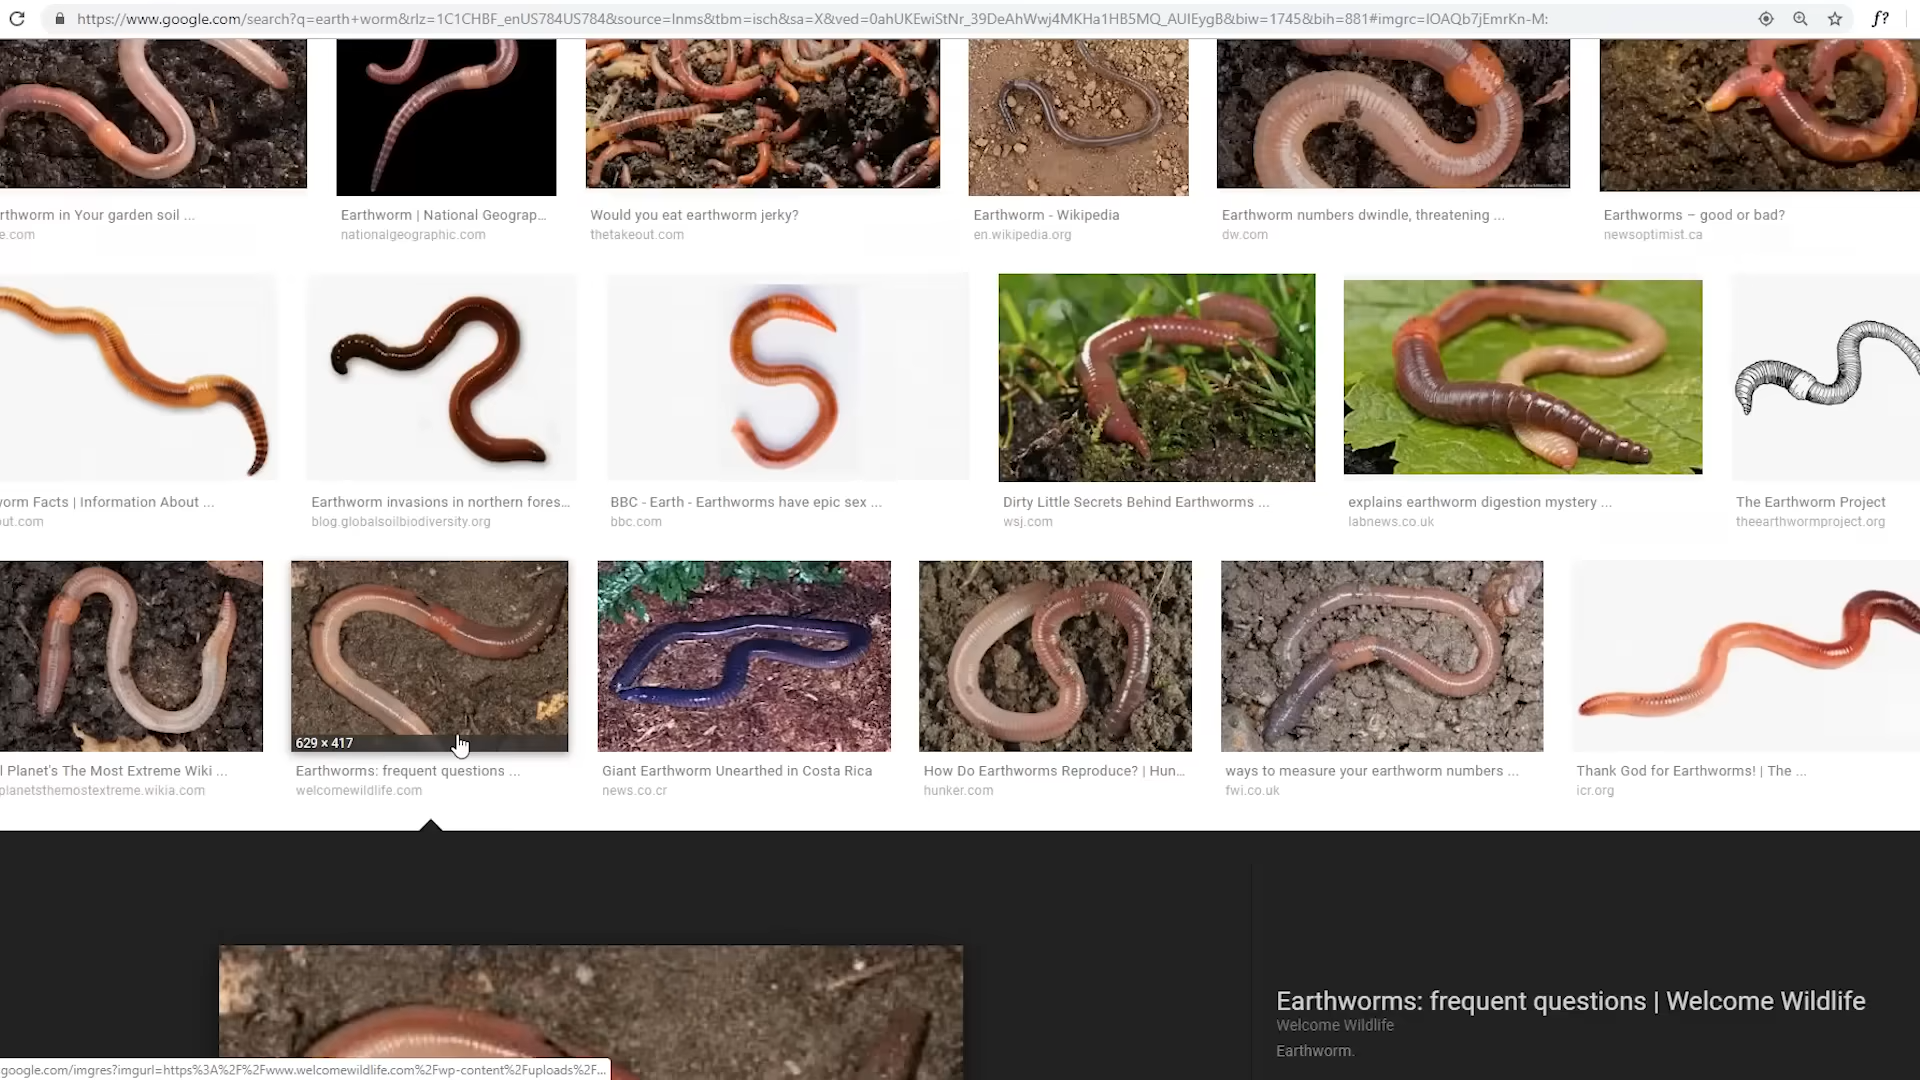 https://www.google.com/search?q=earth+worm&rlz=1C1CHBF_enUS784US784&source=lnms&tbm=isch&sa=X&ved=0ahUKEwiStNr_39DeAhWwj4MKHa1HB5MQ_AUIEygB&biw=1745&bih=881#imgrc=IOAQb7jEmrKn-M:
f?
rthworm in Your garden soil ...
e.com
Earthworm | National Geograp...
nationalgeographic.com
Would you eat earthworm jerky?
thetakeout.com
Earthworm - Wikipedia
en.wikipedia.org
Earthworm numbers dwindle, threatening ...
dw.com
Earthworms – good or bad?
newsoptimist.ca
orm Facts | Information About ...
out.com
Earthworm invasions in northern fores...
blog.globalsoilbiodiversity.org
BBC - Earth - Earthworms have epic sex ...
bbc.com
Dirty Little Secrets Behind Earthworms ...
wsj.com
explains earthworm digestion mystery ...
labnews.co.uk
The Earthworm Project
theearthwormproject.org
629 × 417
l Planet's The Most Extreme Wiki ...
planetsthemostextreme.wikia.com
Earthworms: frequent questions ...
welcomewildlife.com
Giant Earthworm Unearthed in Costa Rica
news.co.cr
How Do Earthworms Reproduce? | Hun...
hunker.com
ways to measure your earthworm numbers ...
fwi.co.uk
Thank God for Earthworms! | The ...
icr.org
Earthworms: frequent questions | Welcome Wildlife
Welcome Wildlife
Earthworm.
google.com/imgres?imgurl=https%3A%2F%2Fwww.welcomewildlife.com%2Fwp-content%2Fuploads%2F...